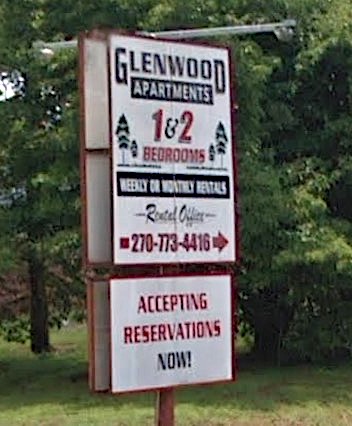 GLENWOOD
APARTMENTS
1&2
BEDROOMS
WEEKLY OR MONTHLY RENTALS
Rental Office
270-773-4416
ACCEPTING
RESERVATIONS
NOW!